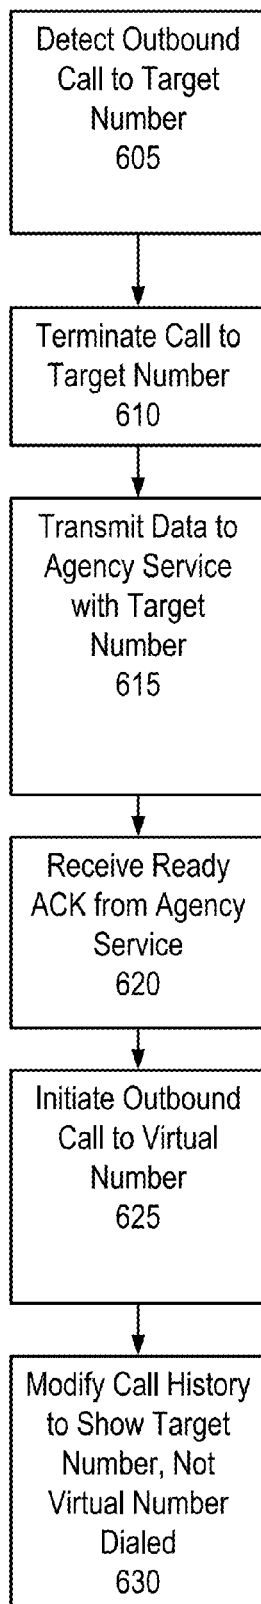 Detect Outbound
Call to Target
Number
605
Terminate Call to
Target Number
610
Transmit Data to
Agency Service
with Target
Number
615
Receive Ready
ACK from Agency
Service
620
Initiate Outbound
Call to Virtual
Number
625
Modify Call History
to Show Target
Number, Not
Virtual Number
Dialed
630